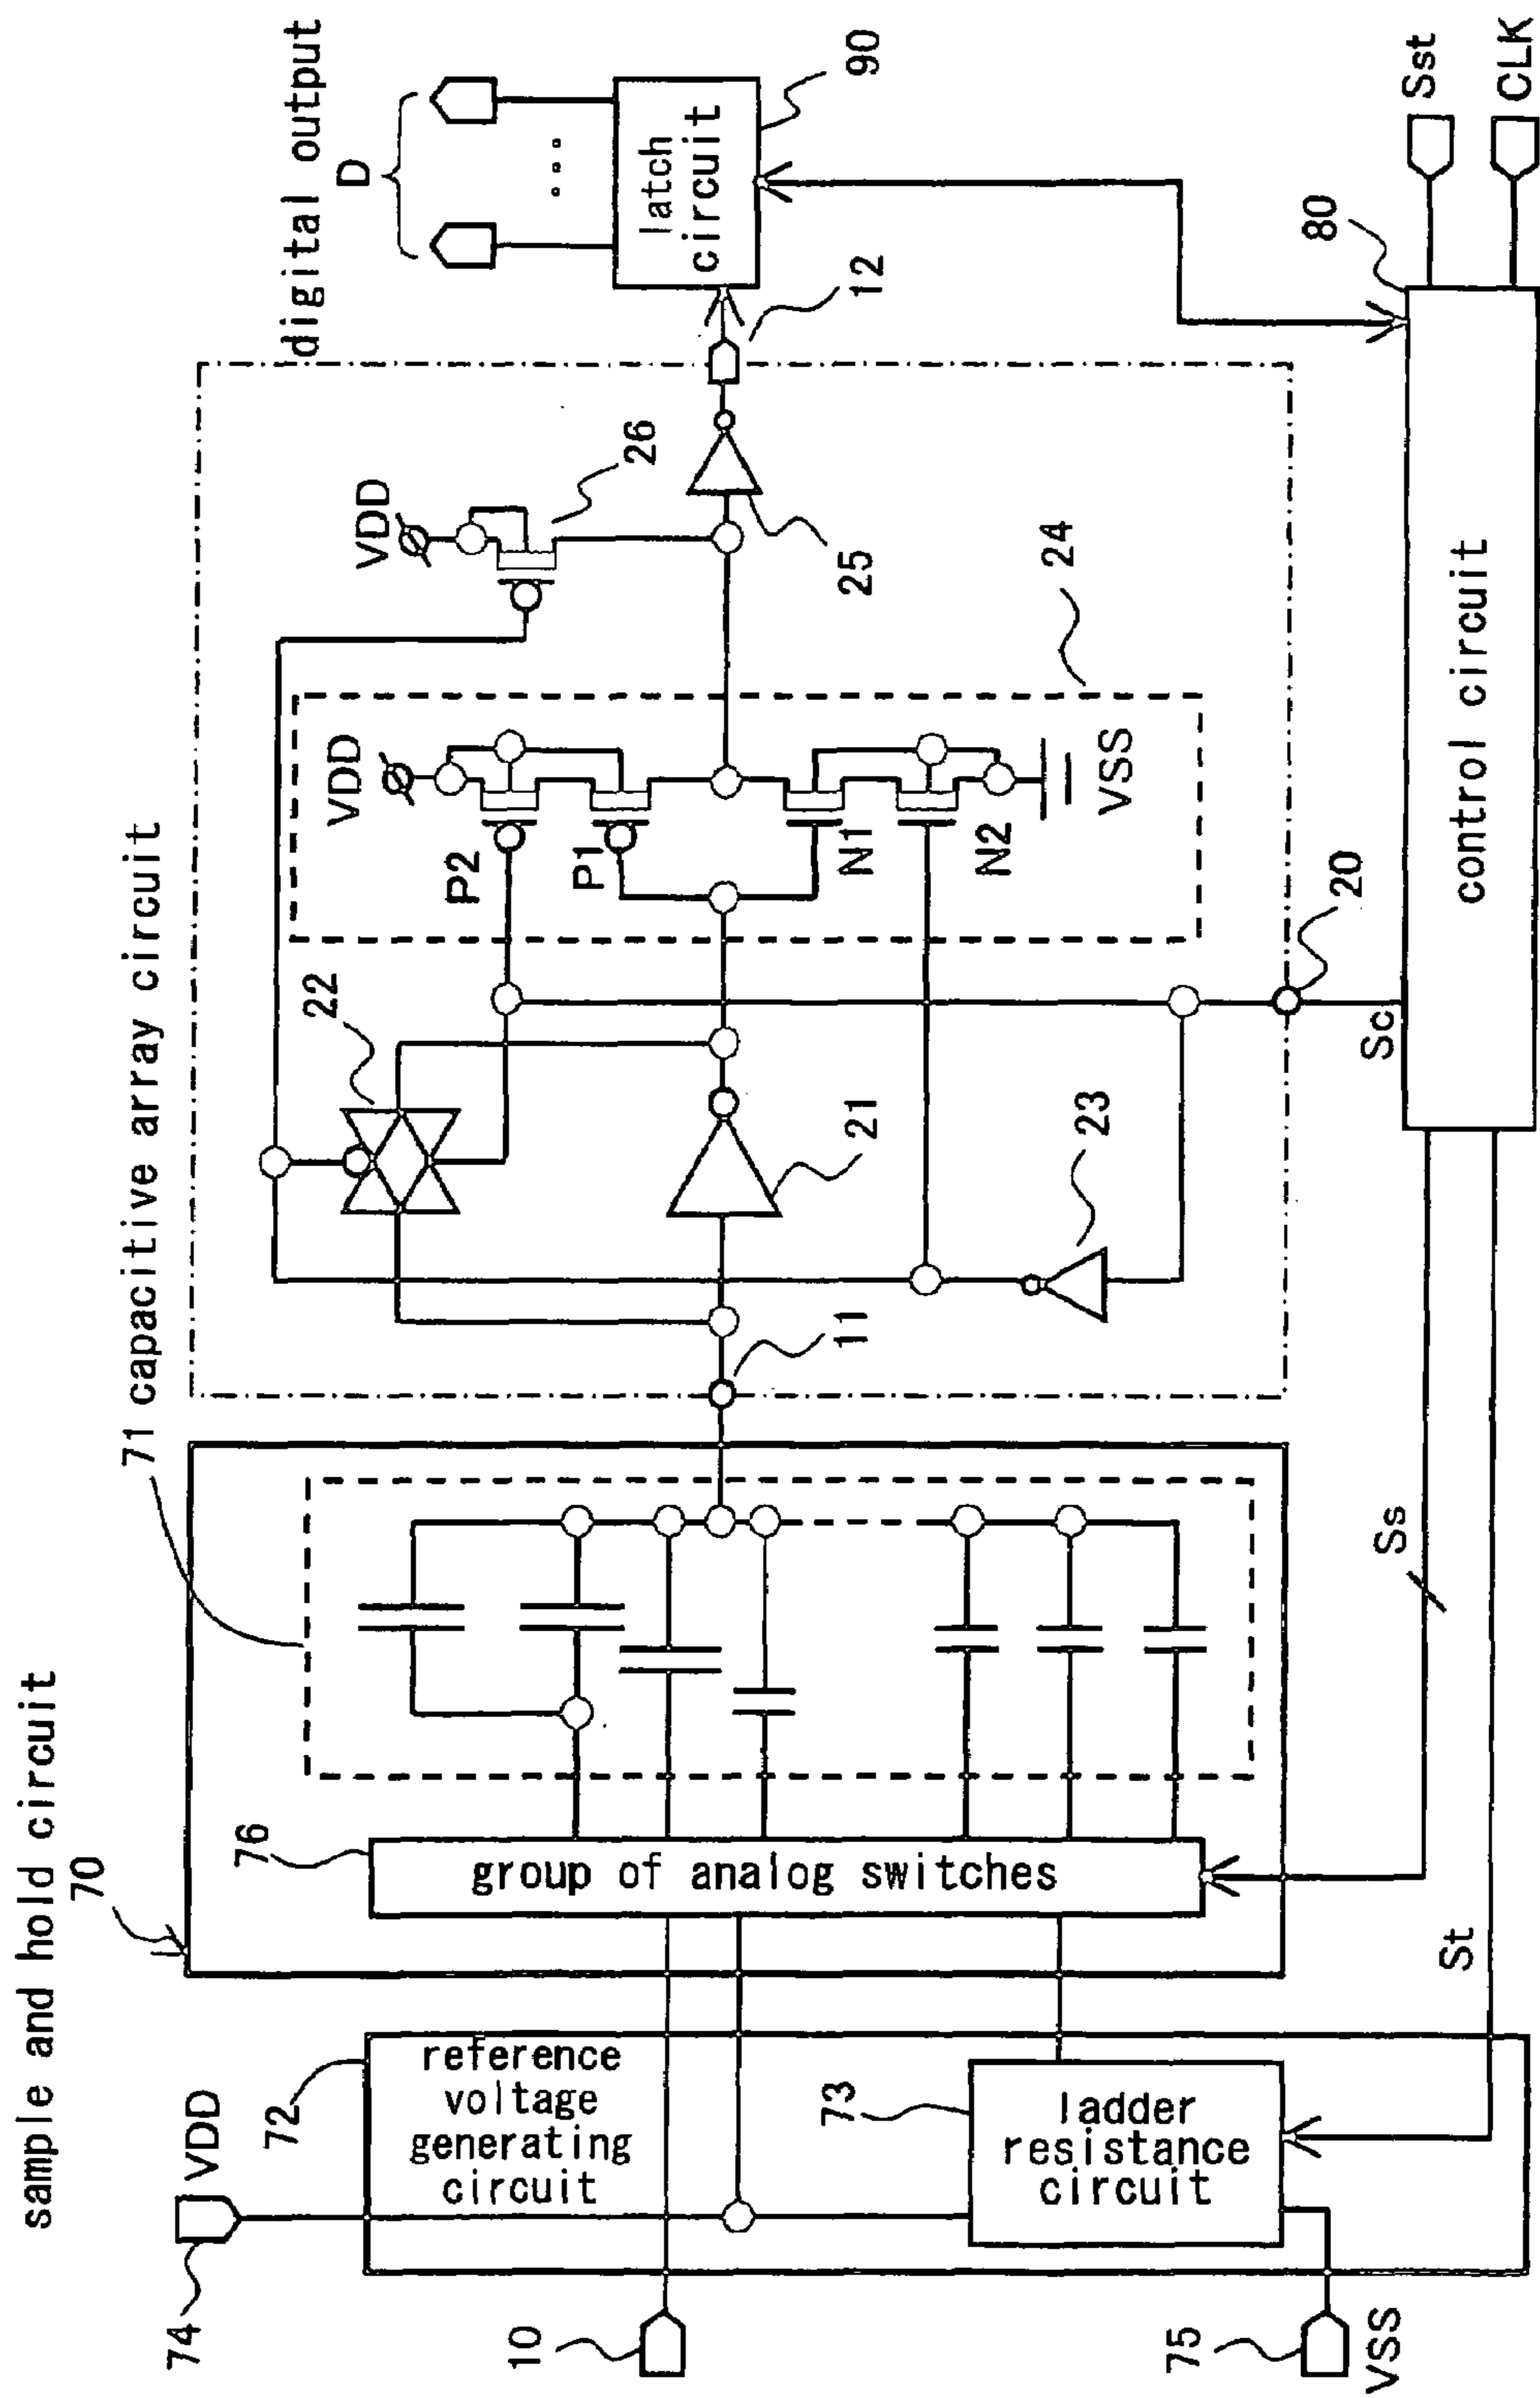 sample and hold circuit
70
71 capacitive array circuit
digital output
D
latch
circuit
90
12
VDD
26
25
24
VDD
P2
P1
N1
N2
VSS
22
21
23
11
20
Sc
80
control circuit
Sst
CLK
76
group of analog switches
Ss
St
72
reference
voltage
generating
circuit
73
ladder
resistance
circuit
VDD
74
10
75
VSS